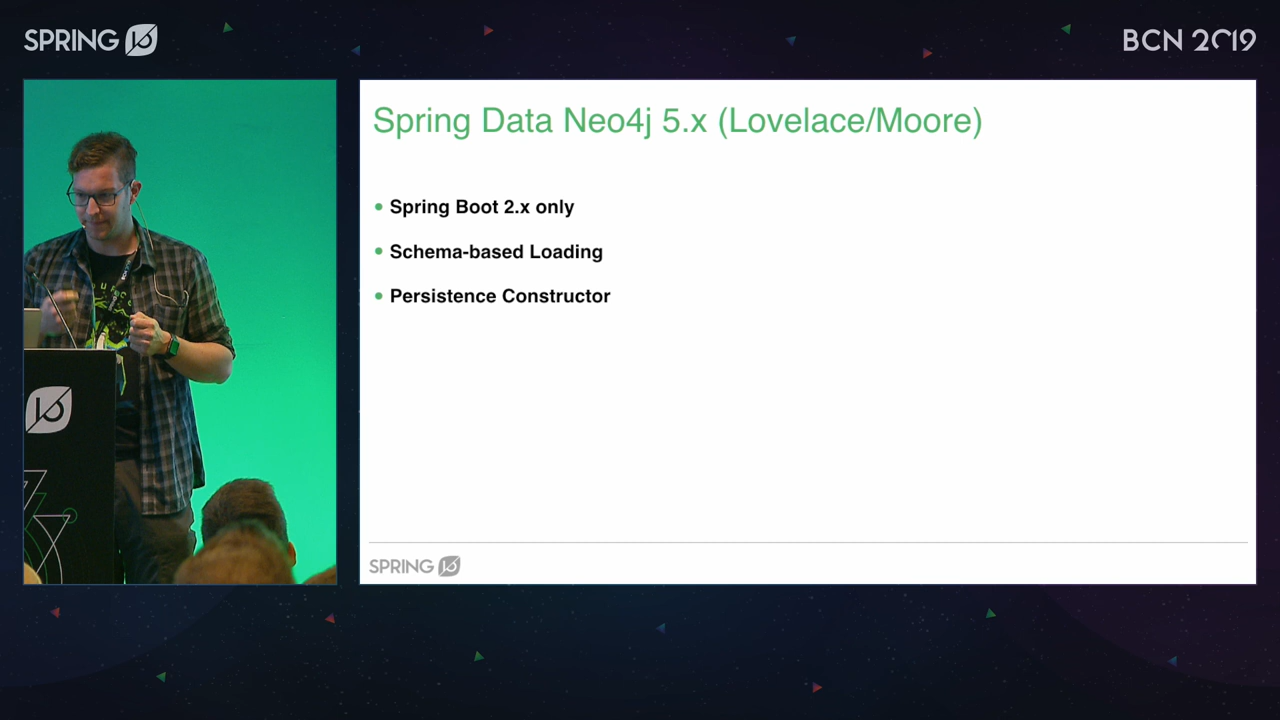 SPRING
BCN 2019
Spring Data Neo4j 5.x (Lovelace/Moore)
• Spring Boot 2.x only
• Schema-based Loading
• Persistence Constructor
SPRING